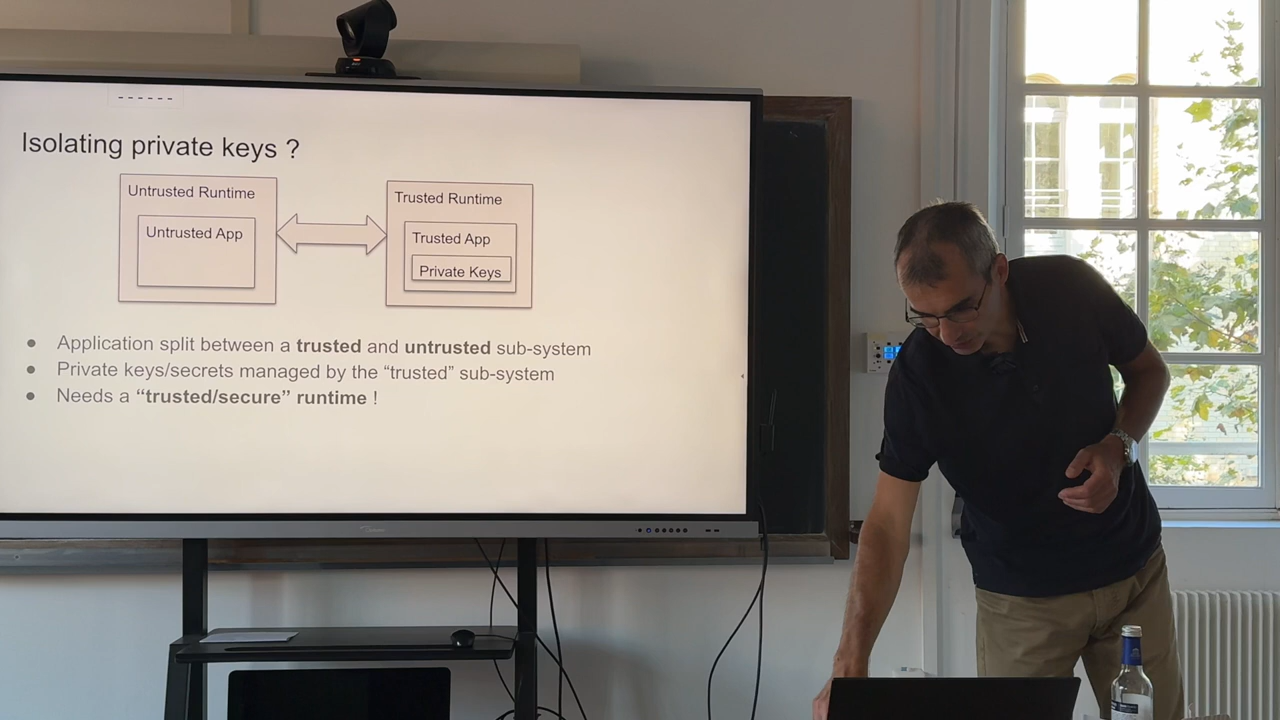 Isolating private keys ?
Untrusted Runtime
Untrusted App
Trusted Runtime
Trusted App
Private Keys
Application split between a trusted and untrusted sub-system
Private keys/secrets managed by the “trusted” sub-system
Needs a “trusted/secure” runtime !